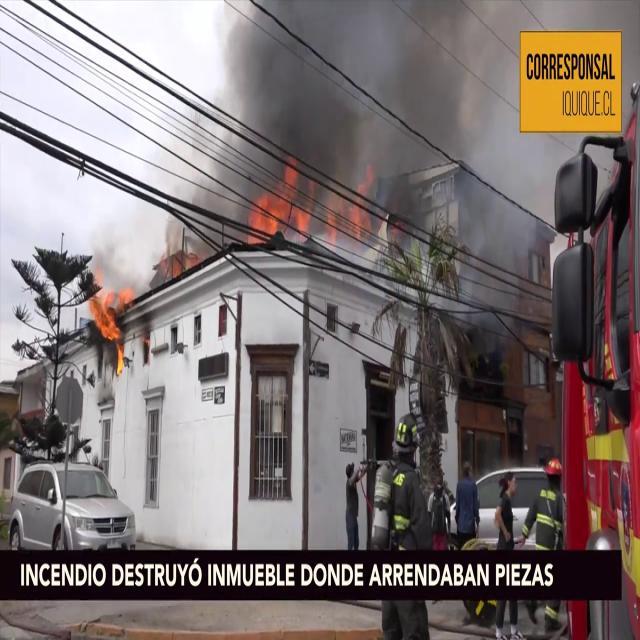 CORRESPONSAL
IQUIQUE.CL
INCENDIO DESTRUYÓ INMUEBLE DONDE ARRENDABAN PIEZAS